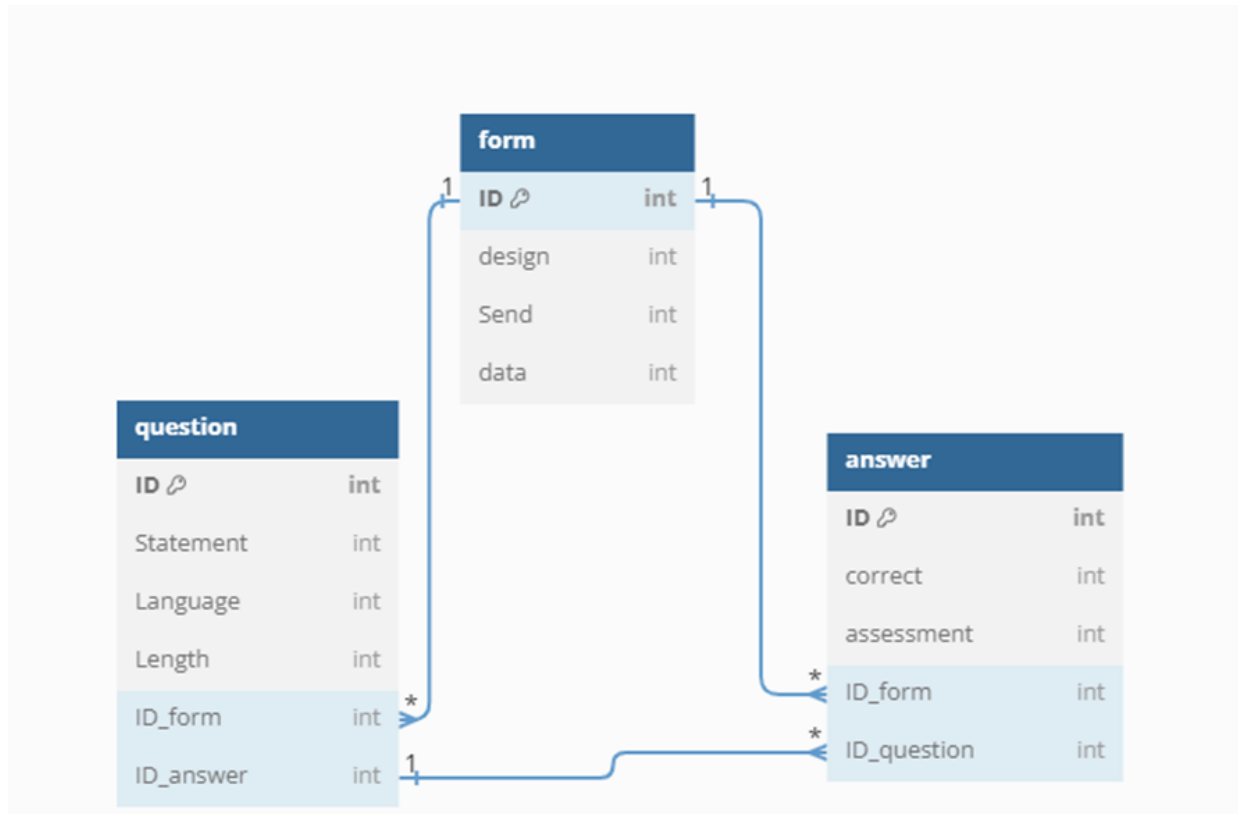 form
1
ID int
1
design int
Send int
data int
question
ID int
Statement int
Language int
Length int
*
ID_form int
1
ID_answer int
answer
ID int
correct int
assessment int
*
ID_form int
*
ID_question int